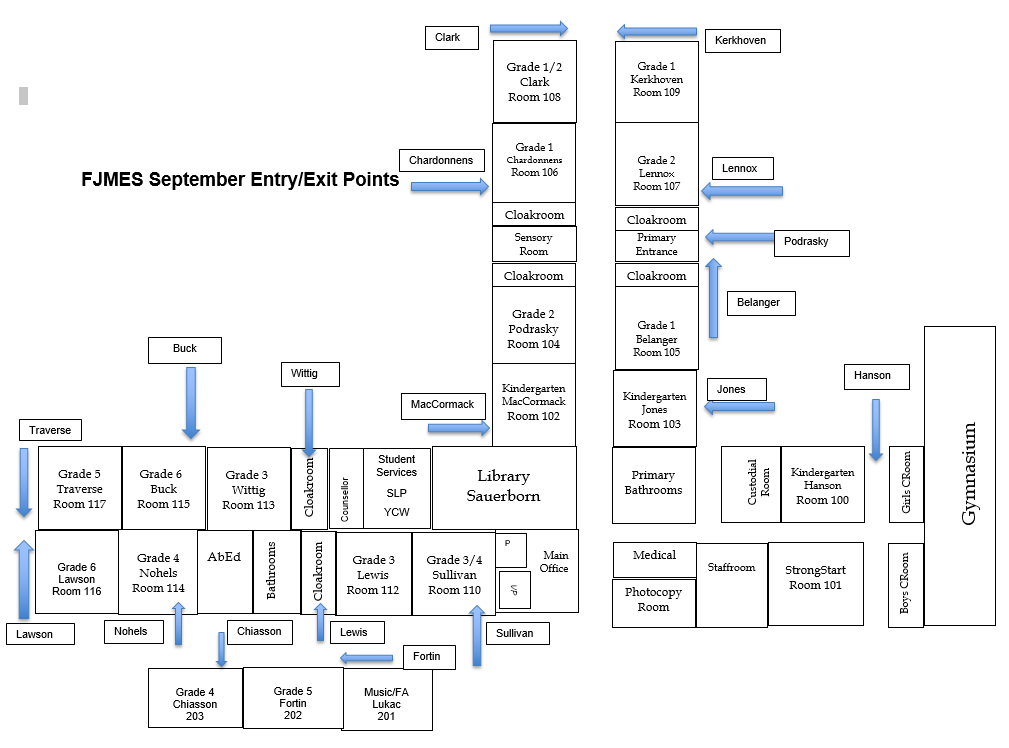 Clark
Kerkhoven
Grade 1/2
Clark
Room 108
Grade 1
Kerkhoven
Room 109
FJMES September Entry/Exit Points
Chardonnens
Grade 1
Chardonnens
Room 106
Grade 2
Lennox
Room 107
Lennox
Cloakroom
Cloakroom
Sensory
Room
Primary
Entrance
Podrasky
Cloakroom
Cloakroom
Belanger
Grade 2
Podrasky
Room 104
Grade 1
Belanger
Room 105
Buck
Wittig
Hanson
MacCormack
Kindergarten
MacCormack
Room 102
Kindergarten
Jones
Room 103
Jones
Traverse
Grade 5
Traverse
Room 117
Grade 6
Buck
Room 115
Grade 3
Wittig
Room 113
Cloakroom
Counsellor
Student
Services
SLP
YCW
Library
Sauerborn
Primary
Bathrooms
Custodial
Room
Kindergarten
Hanson
Room 100
Girls CRoom
Gymnasium
Grade 6
Lawson
Room 116
Grade 4
Nohels
Room 114
AbEd
Bathrooms
Cloakroom
Grade 3
Lewis
Room 112
Grade 3/4
Sullivan
Room 110
P
VP
Main
Office
Medical
Photocopy
Room
Staffroom
StrongStart
Room 101
Boys CRoom
Lawson
Nohels
Chiasson
Lewis
Sullivan
Fortin
Grade 4
Chiasson
203
Grade 5
Fortin
202
Music/FA
Lukac
201